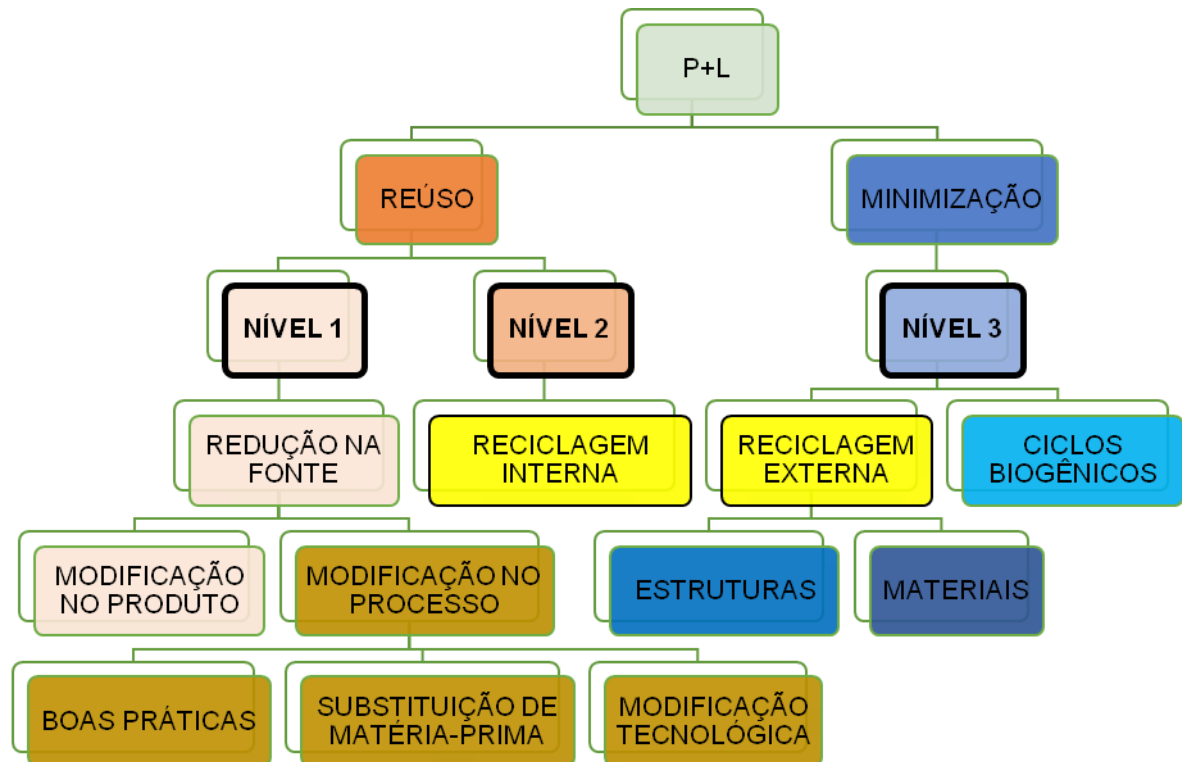 P+L
REÚSO
MINIMIZAÇÃO
NÍVEL 1
NÍVEL 2
NÍVEL 3
REDUÇÃO NA
FONTE
RECICLAGEM
INTERNA
RECICLAGEM
EXTERNA
CICLOS
BIOGÊNICOS
MODIFICAÇÃO
NO PRODUTO
MODIFICAÇÃO NO
PROCESSO
ESTRUTURAS
MATERIAIS
BOAS PRÁTICAS
SUBSTITUIÇÃO DE
MATÉRIA-PRIMA
MODIFICAÇÃO
TECNOLÓGICA